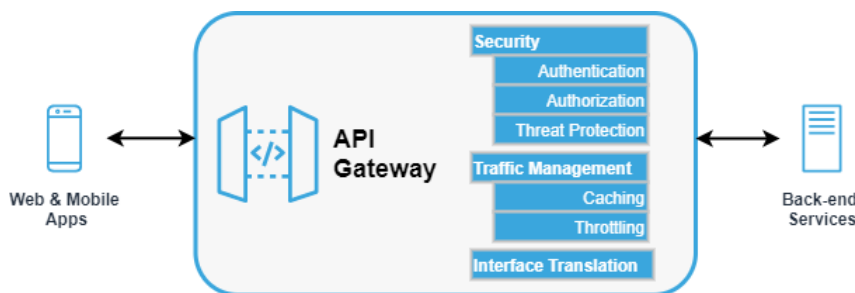 Web & Mobile
Apps
</>
API
Gateway
Security
Authentication
Authorization
Threat Protection
Traffic Management
Caching
Throttling
Interface Translation
Back-end
Services